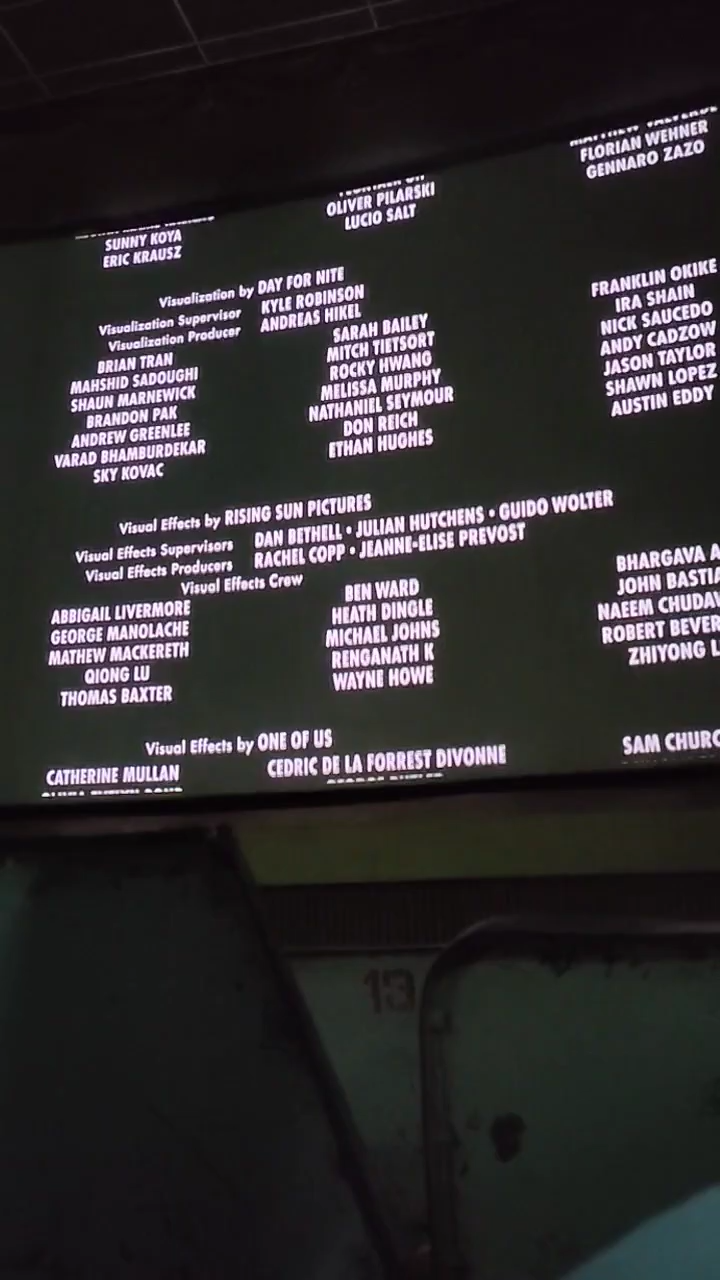 FLORIAN WEHNER
GENNARO ZAZO
OLIVER PILARSKI
LUCIO SALT
SUNNY KOYA
ERIC KRAUSZ
Visualization by DAY FOR NITE
Visualization Supervisor KYLE ROBINSON
Visualization Producer ANDREAS HIKEL
BRIAN TRAN SARAH BAILEY FRANKLIN OKIKE
MAHSHID SADOUGHI MITCH TIETSORT IRA SHAIN
SHAUN MARNEWICK ROCKY HWANG NICK SAUCEDO
BRANDON PAK MELISSA MURPHY ANDY CADZOW
ANDREW GREENLEE NATHANIEL SEYMOUR JASON TAYLOR
VARAD BHAMBURDEKAR DON REICH SHAWN LOPEZ
SKY KOVAC ETHAN HUGHES AUSTIN EDDY
Visual Effects by RISING SUN PICTURES
Visual Effects Supervisors DAN BETHELL • JULIAN HUTCHENS • GUIDO WOLTER
Visual Effects Producers RACHEL COPP • JEANNE-ELISE PREVOST
Visual Effects Crew
ABBIGAIL LIVERMORE BEN WARD BHARGAVA A
GEORGE MANOLACHE HEATH DINGLE JOHN BASTIA
MATHEW MACKERETH MICHAEL JOHNS NAEEM CHUDAW
QIONG LU RENGANATH K ROBERT BEVER
THOMAS BAXTER WAYNE HOWE ZHIYONG L
Visual Effects by ONE OF US
CATHERINE MULLAN CEDRIC DE LA FORREST DIVONNE SAM CHURC
13